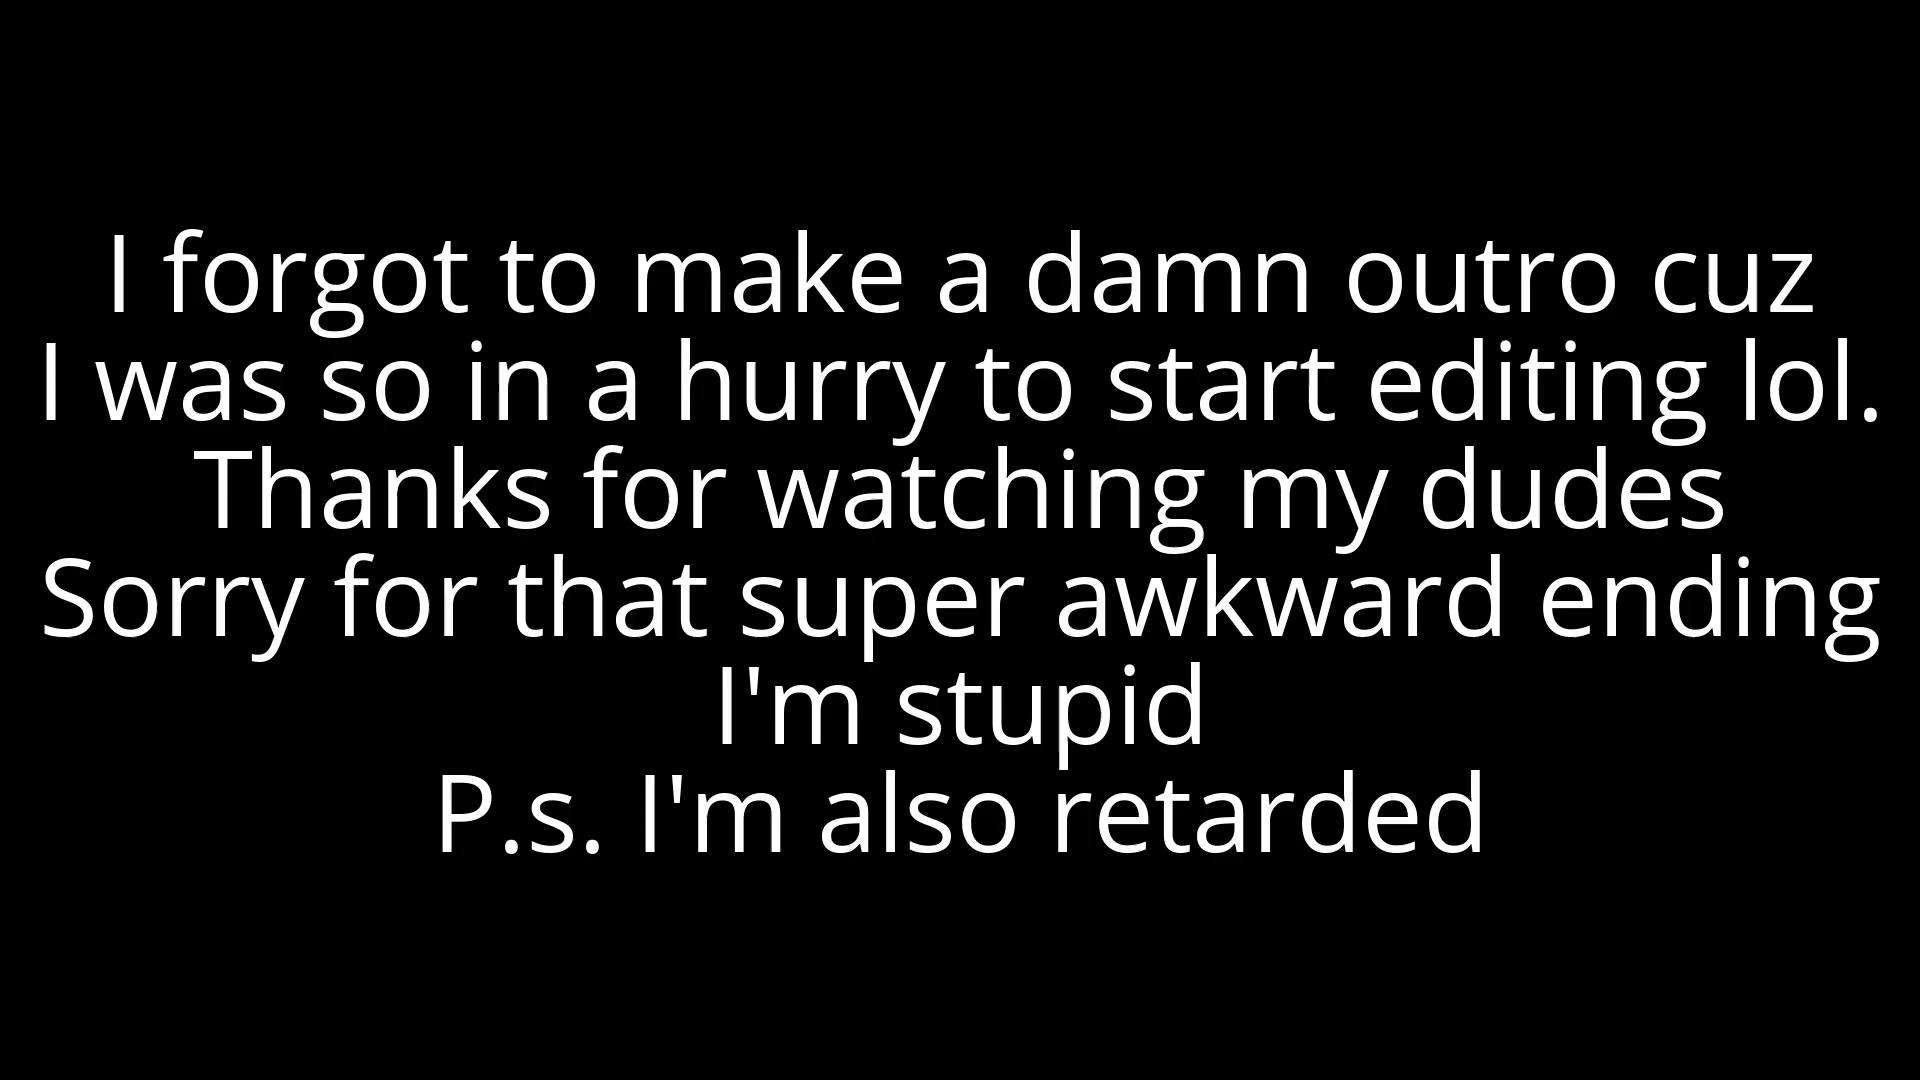 I forgot to make a damn outro cuz
I was so in a hurry to start editing lol.
Thanks for watching my dudes
Sorry for that super awkward ending
I'm stupid
P.s. I'm also retarded